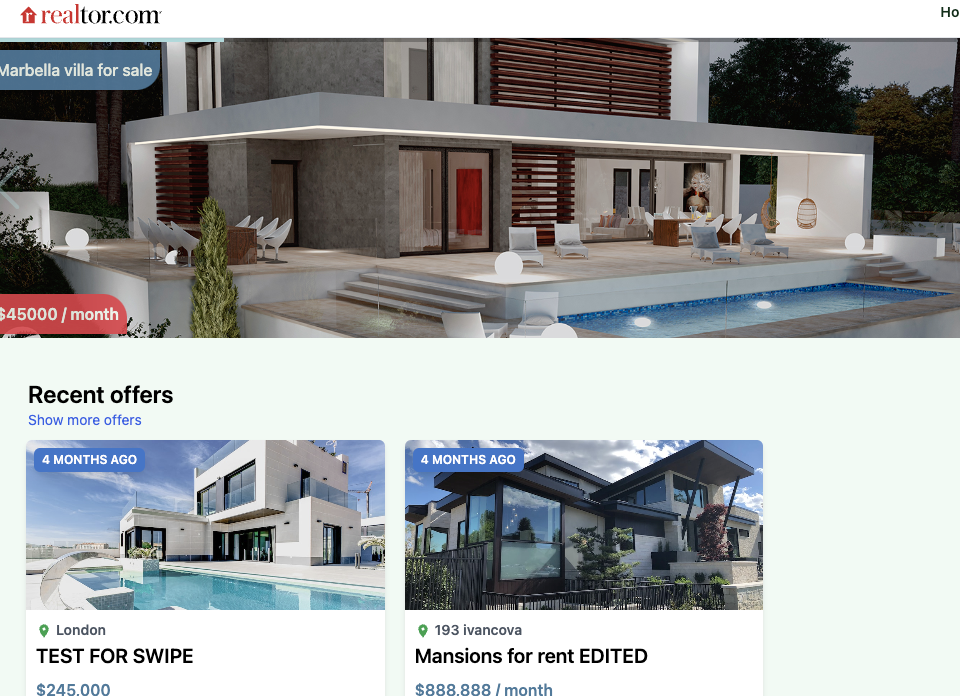 realtor.com
Ho
Marbella villa for sale
$45000 / month
Recent offers
Show more offers
4 MONTHS AGO
4 MONTHS AGO
London
193 ivancova
TEST FOR SWIPE
Mansions for rent EDITED
$245,000
$888,888 / month